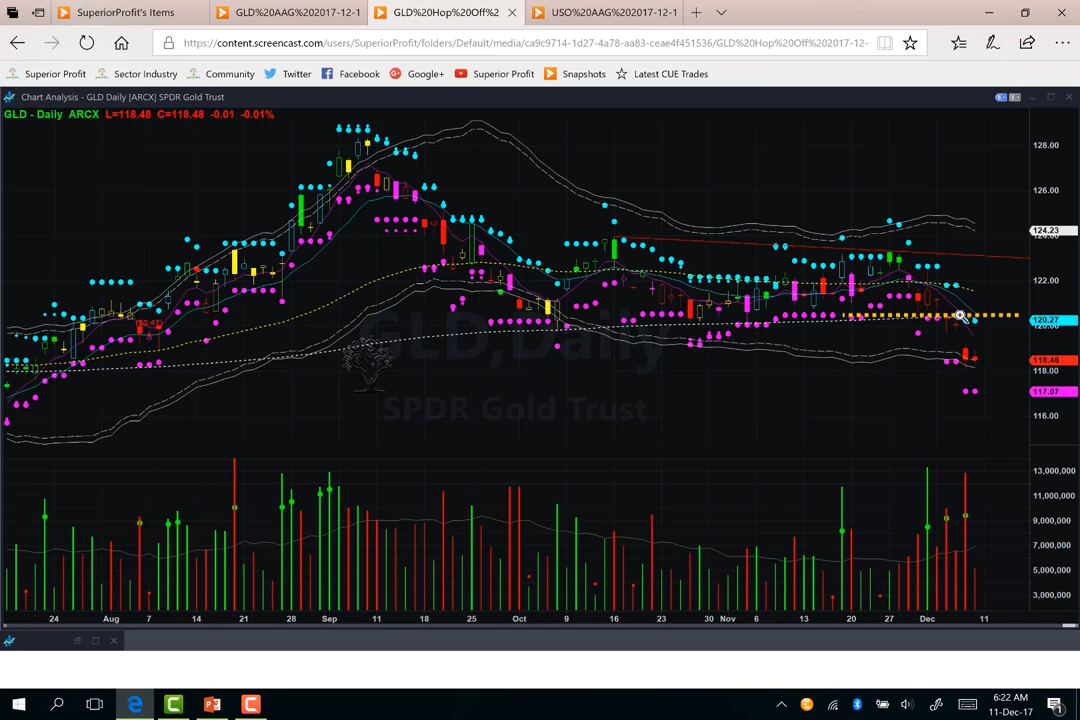 SuperiorProfit's Items
GLD%20AAG%202017-12-1
GLD%20Hop%20Off%2
USO%20AAG%202017-12-1
https://content.screencast.com/users/SuperiorProfit/folders/Default/media/ca9c9714-1d27-4a78-aa83-ceae4f451536/GLD%20Hop%20Off%202017-12-
Superior Profit
Sector Industry
Community
Twitter
Facebook
Google+
Superior Profit
Snapshots
Latest CUE Trades
Chart Analysis - GLD Daily [ARCX] SPDR Gold Trust
GLD - Daily ARCX L=118.48 C=118.48 -0.01 -0.01%
128.00
126.00
124.23
122.00
120.27
118.48
118.00
117.07
116.00
GLD - Daily
SPDR Gold Trust
13,000,000
11,000,000
9,000,000
7,000,000
5,000,000
3,000,000
24 Aug 7 14 21 28 Sep 11 18 25 Oct 9 16 23 30 Nov 6 13 20 27 Dec 11
6:22 AM
11-Dec-17